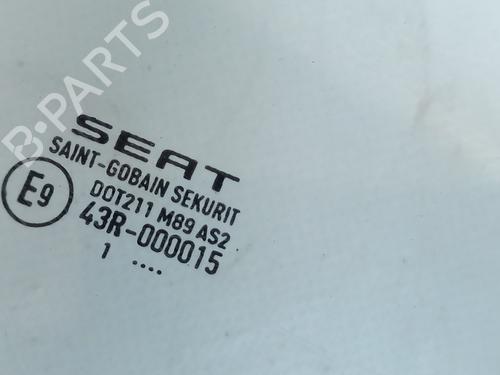 B-PARTS
SEAT
SAINT-GOBAIN SEKURIT
E9
DOT211 M89 AS2
43R-000015
1 ....